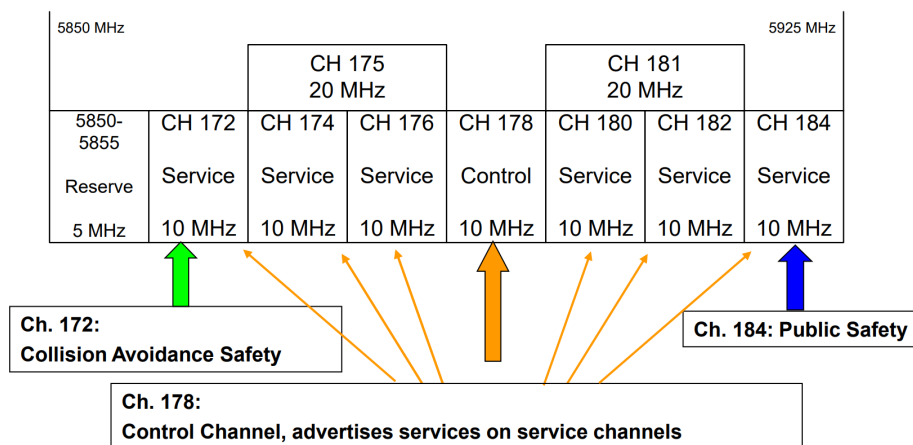 5850 MHz
5925 MHz
CH 175
20 MHz
CH 181
20 MHz
5850-
5855
Reserve
5 MHz
CH 172
Service
10 MHz
CH 174
Service
10 MHz
CH 176
Service
10 MHz
CH 178
Control
10 MHz
CH 180
Service
10 MHz
CH 182
Service
10 MHz
CH 184
Service
10 MHz
Ch. 172:
Collision Avoidance Safety
Ch. 184: Public Safety
Ch. 178:
Control Channel, advertises services on service channels